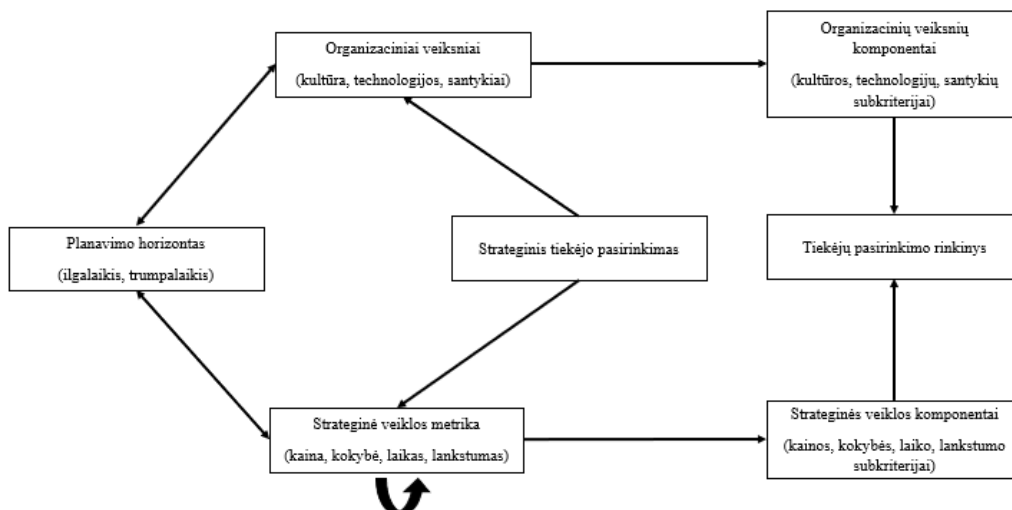 Organizaciniai veiksniai
(kultūra, technologijos, santykiai)
Organizacinių veiksnių
komponentai
(kultūros, technologijų, santykių
subkriterijai)
Planavimo horizontas
(ilgalaikis, trumpalaikis)
Strateginis tiekėjo pasirinkimas
Tiekėjų pasirinkimo rinkinys
Strateginė veiklos metrika
(kaina, kokybė, laikas, lankstumas)
Strateginės veiklos komponentai
(kainos, kokybės, laiko, lankstumo
subkriterijai)